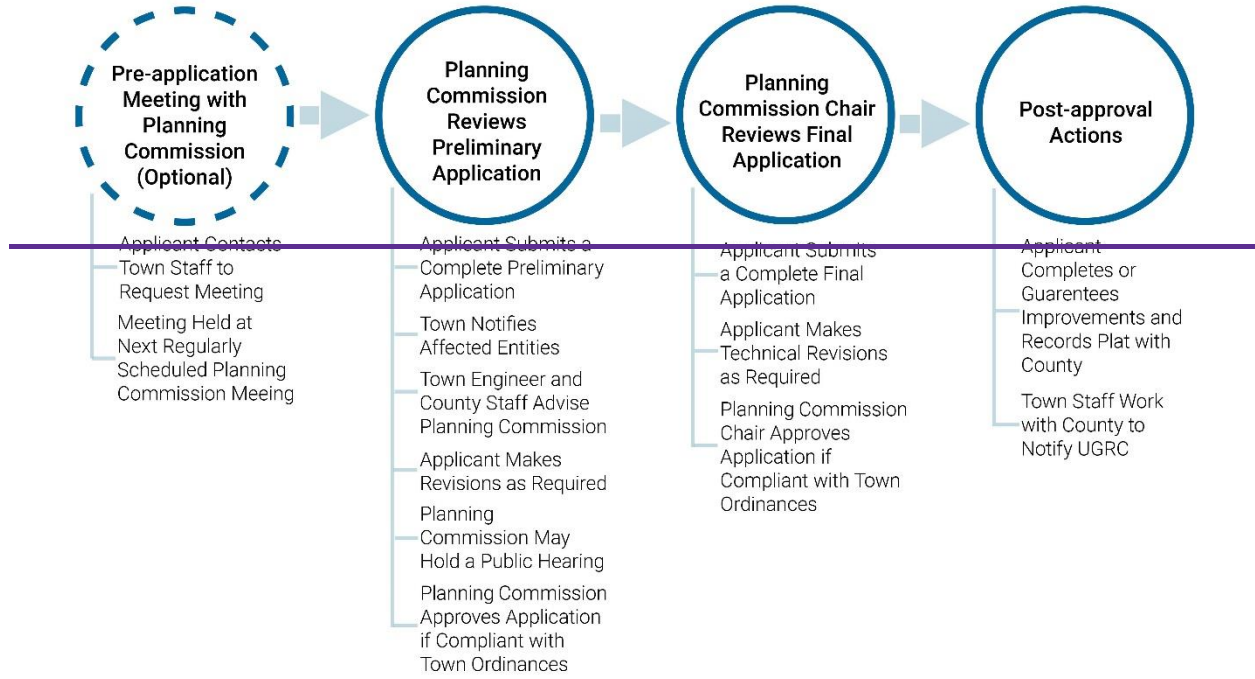 Pre-application
Meeting with
Planning
Commission
(Optional)
Applicant Contacts
Town Staff to
Request Meeting
Meeting Held at
Next Regularly
Scheduled Planning
Commission Meeing
Planning
Commission
Reviews
Preliminary
Application
Applicant Submits a
Complete Preliminary
Application
Town Notifies
Affected Entities
Town Engineer and
County Staff Advise
Planning Commission
Applicant Makes
Revisions as Required
Planning
Commission May
Hold a Public Hearing
Planning Commission
Approves Application
if Compliant with
Town Ordinances
Planning
Commission Chair
Reviews Final
Application
Applicant Submits
a Complete Final
Application
Applicant Makes
Technical Revisions
as Required
Planning Commission
Chair Approves
Application if
Compliant with Town
Ordinances
Post-approval
Actions
Applicant
Completes or
Guarentees
Improvements and
Records Plat with
County
Town Staff Work
with County to
Notify UGRC